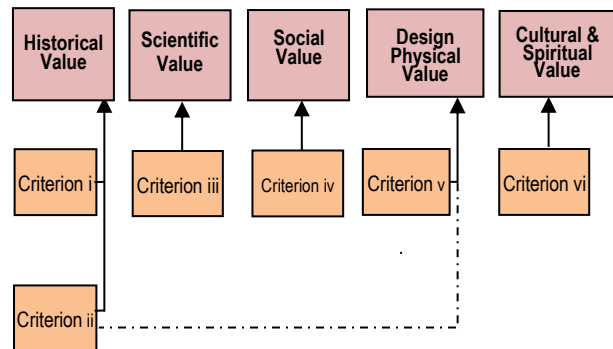 Historical
Value
Scientific
Value
Social
Value
Design
Physical
Value
Cultural &
Spiritual
Value
Criterion i
Criterion iii
Criterion iv
Criterion v
Criterion vi
Criterion ii